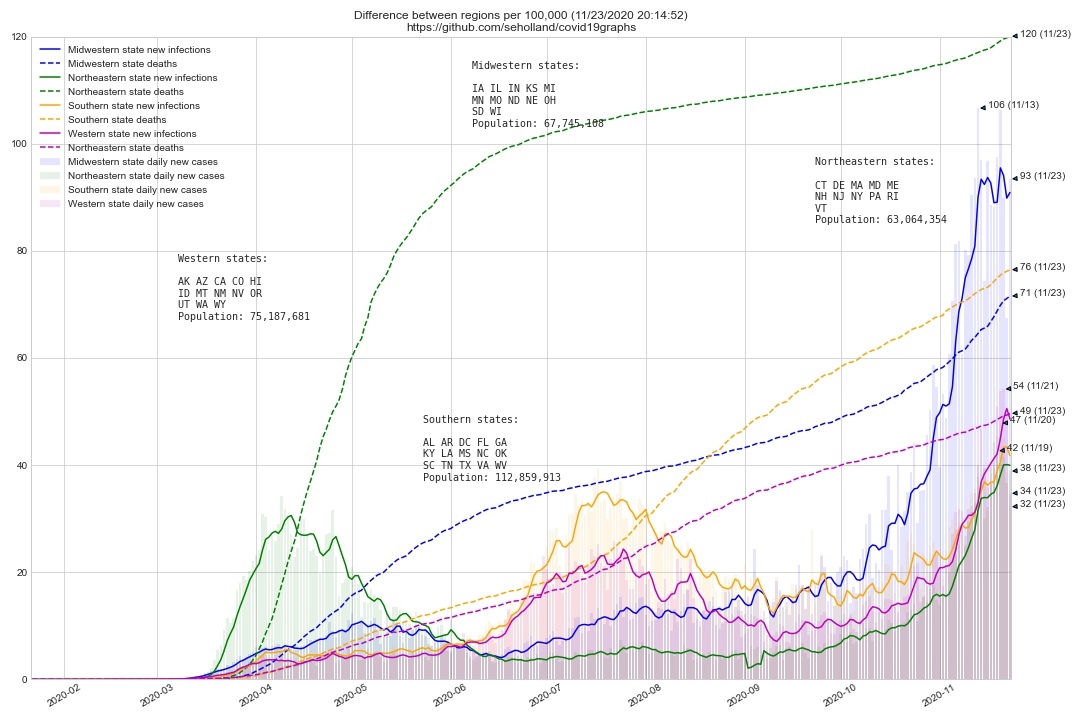 Difference between regions per 100,000 (11/23/2020 20:14:52)
https://github.com/seholland/covid19graphs
120
100
80
60
40
20
0
Midwestern state new infections
Midwestern state deaths
Northeastern state new infections
Northeastern state deaths
Southern state new infections
Southern state deaths
Western state new infections
Northeastern state deaths
Midwestern state daily new cases
Northeastern state daily new cases
Southern state daily new cases
Western state daily new cases
Midwestern states:
IA IL IN KS MI
MN MO ND NE OH
SD WI
Population: 67,745,108
Northeastern states:
CT DE MA MD ME
NH NJ NY PA RI
VT
Population: 63,064,354
Western states:
AK AZ CA CO HI
ID MT NM NV OR
UT WA WY
Population: 75,187,681
Southern states:
AL AR DC FL GA
KY LA MS NC OK
SC TN TX VA WV
Population: 112,859,913
120 (11/23)
106 (11/13)
93 (11/23)
76 (11/23)
71 (11/23)
54 (11/21)
49 (11/23)
47 (11/20)
42 (11/19)
38 (11/23)
34 (11/23)
32 (11/23)
2020-02
2020-03
2020-04
2020-05
2020-06
2020-07
2020-08
2020-09
2020-10
2020-11